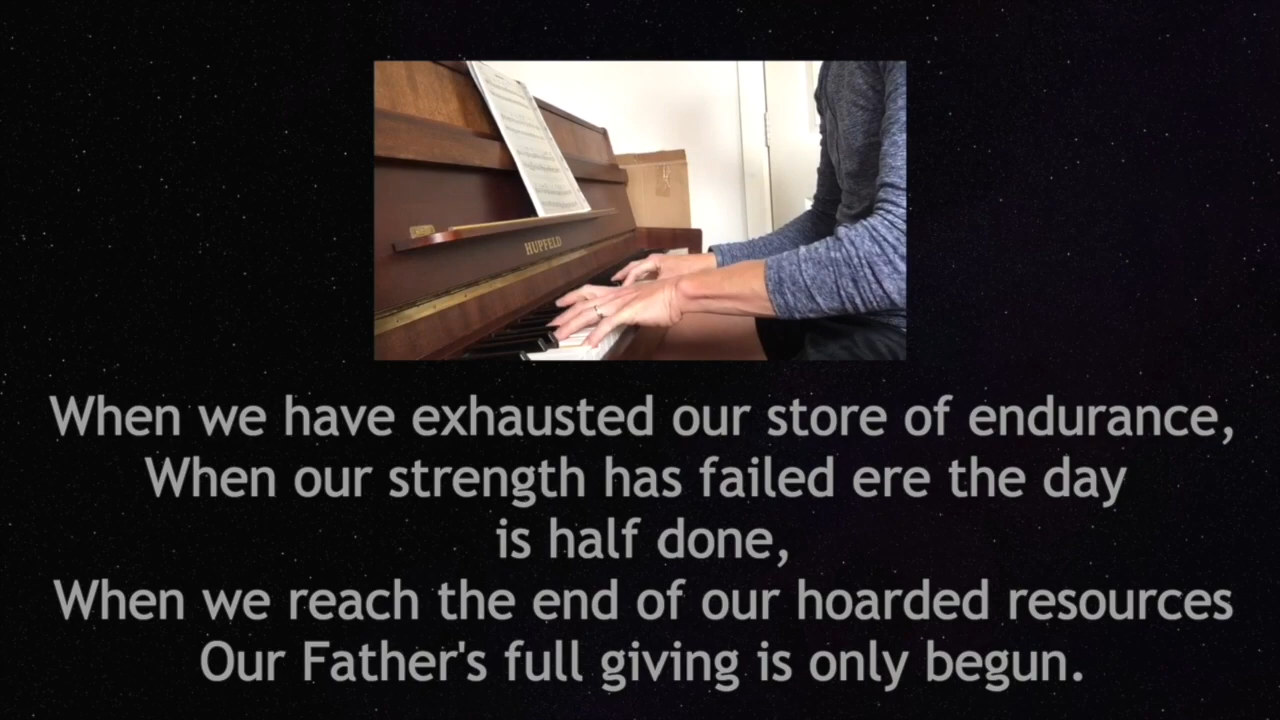 HUPFELD
When we have exhausted our store of endurance,
When our strength has failed ere the day
is half done,
When we reach the end of our hoarded resources
Our Father's full giving is only begun.